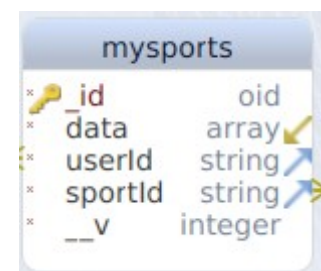 mysports
_id oid
data array
userId string
sportId string
__v integer